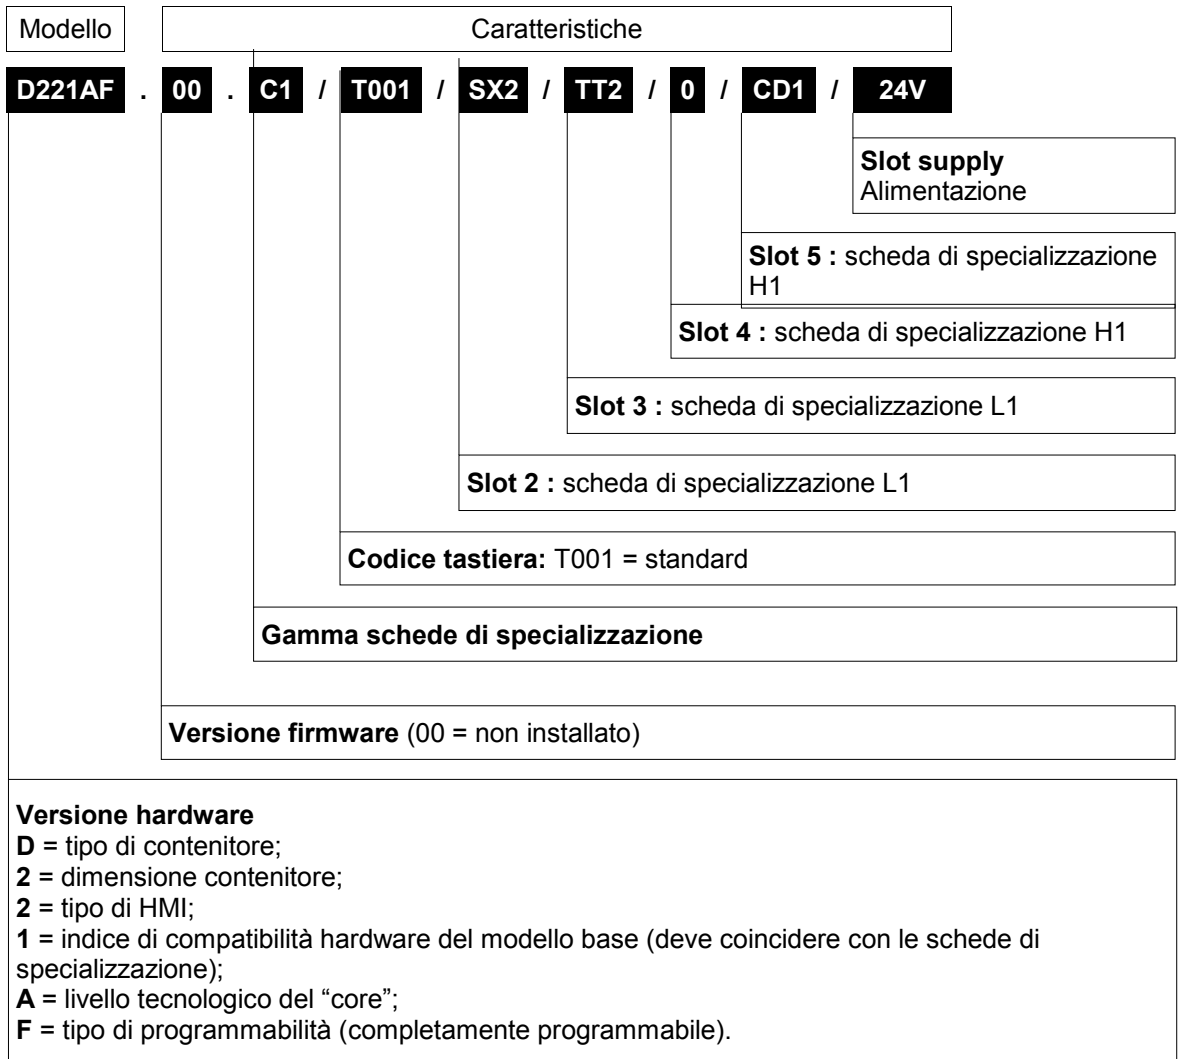 Modello Caratteristiche
D221AF . 00 . C1 / T001 / SX2 / TT2 / 0 / CD1 / 24V
Slot supply
Alimentazione
Slot 5 : scheda di specializzazione
H1
Slot 4 : scheda di specializzazione H1
Slot 3 : scheda di specializzazione L1
Slot 2 : scheda di specializzazione L1
Codice tastiera: T001 = standard
Gamma schede di specializzazione
Versione firmware (00 = non installato)
Versione hardware
D = tipo di contenitore;
2 = dimensione contenitore;
2 = tipo di HMI;
1 = indice di compatibilità hardware del modello base (deve coincidere con le schede di
specializzazione);
A = livello tecnologico del “core”;
F = tipo di programmabilità (completamente programmabile).